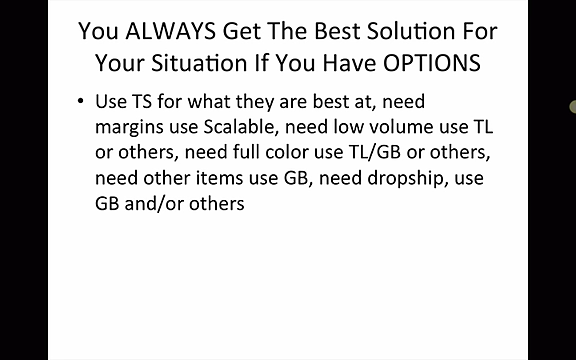 You ALWAYS Get The Best Solution For
Your Situation If You Have OPTIONS
• Use TS for what they are best at, need
margins use Scalable, need low volume use TL
or others, need full color use TL/GB or others,
need other items use GB, need dropship, use
GB and/or others